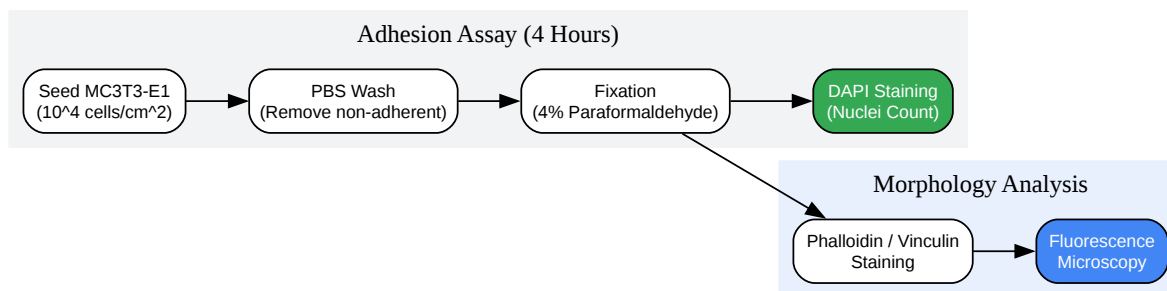 Adhesion Assay (4 Hours)
Seed MC3T3-E1
(10^4 cells/cm^2)
PBS Wash
(Remove non-adherent)
Fixation
(4% Paraformaldehyde)
DAPI Staining
(Nuclei Count)
Morphology Analysis
Phalloidin / Vinculin
Staining
Fluorescence
Microscopy